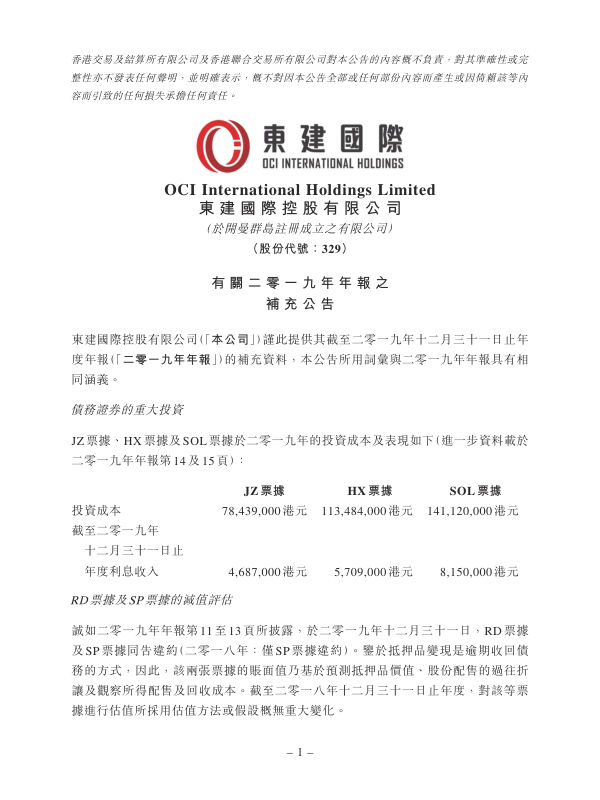 香港交易及結算所有限公司及香港聯合交易所有限公司對本公告的內容概不負責，對其準確性或完
整性亦不發表任何聲明，並明確表示，概不對因本公告全部或任何部份內容而產生或因倚賴該等內
容而引致的任何損失承擔任何責任。
東建國際
OCI INTERNATIONAL HOLDINGS
OCI International Holdings Limited
東建國際控股有限公司
(於開曼群島註冊成立之有限公司)
（股份代號：329）
有關二零一九年年報之
補充公告
東建國際控股有限公司(「本公司」)謹此提供其截至二零一九年十二月三十一日止年
度年報(「二零一九年年報」)的補充資料，本公告所用詞彙與二零一九年年報具有相
同涵義。
債務證券的重大投資
JZ票據、HX票據及SOL票據於二零一九年的投資成本及表現如下(進一步資料載於
二零一九年年報第14及15頁)：
JZ票據 HX票據 SOL票據
投資成本 78,439,000港元 113,484,000港元 141,120,000港元
截至二零一九年
十二月三十一日止
年度利息收入 4,687,000港元 5,709,000港元 8,150,000港元
RD票據及SP票據的減值評估
誠如二零一九年年報第11至13頁所披露，於二零一九年十二月三十一日，RD票據
及SP票據同告違約(二零一八年：僅SP票據違約)。鑒於抵押品變現是逾期收回債
務的方式，因此，該兩張票據的賬面值乃基於預測抵押品價值、股份配售的過往折
讓及觀察所得配售及回收成本。截至二零一八年十二月三十一日止年度，對該等票
據進行估值所採用估值方法或假設概無重大變化。
– 1 –